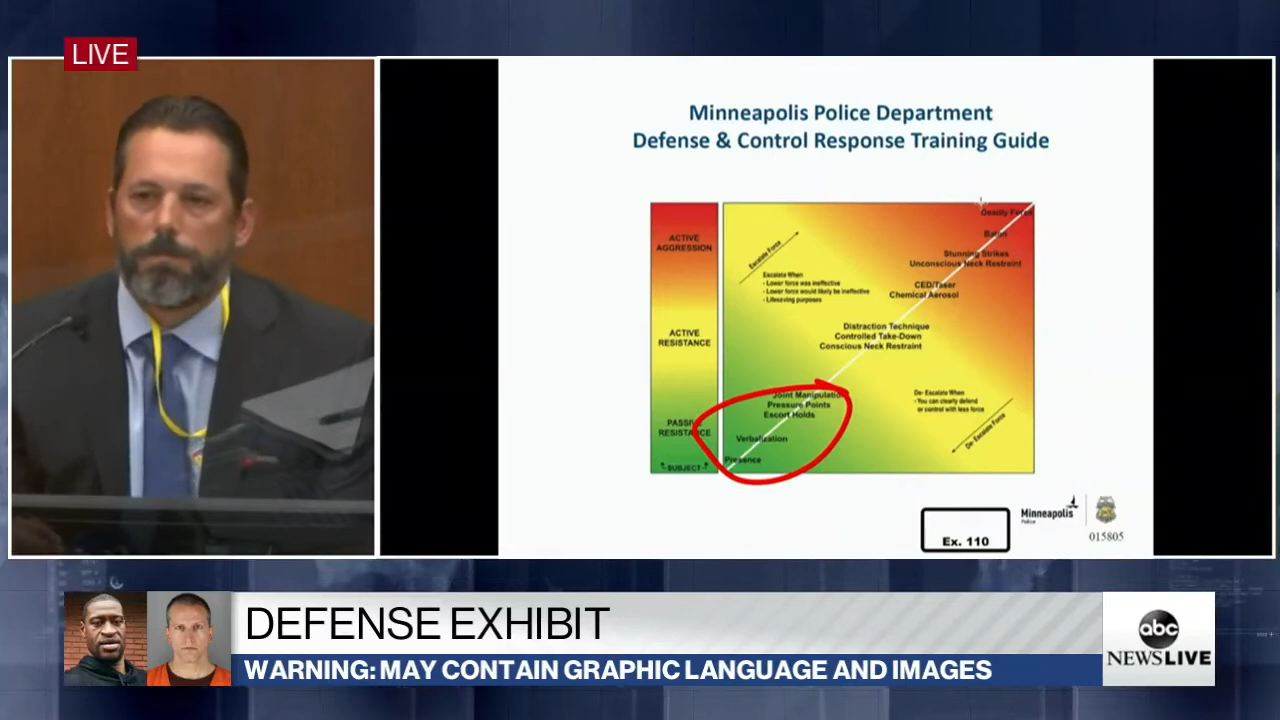 LIVE
Minneapolis Police Department
Defense & Control Response Training Guide
ACTIVE
AGGRESSION
ACTIVE
RESISTANCE
PASSIVE
RESISTANCE
SUBJECT
Escalate Force
Escalate When
- Lower force was ineffective
- Lower force would likely be ineffective
- Lifesaving purposes
Deadly Force
Baton
Stunning Strikes
Unconscious Neck Restraint
CED/Taser
Chemical Aerosol
Distraction Technique
Controlled Take-Down
Conscious Neck Restraint
Joint Manipulation
Pressure Points
Escort Holds
Verbalization
Presence
De- Escalate When
- You can clearly defend
or control with less force
De- Escalate Force
Ex. 110
Minneapolis
Police
015805
DEFENSE EXHIBIT
WARNING: MAY CONTAIN GRAPHIC LANGUAGE AND IMAGES
abc
NEWSLIVE